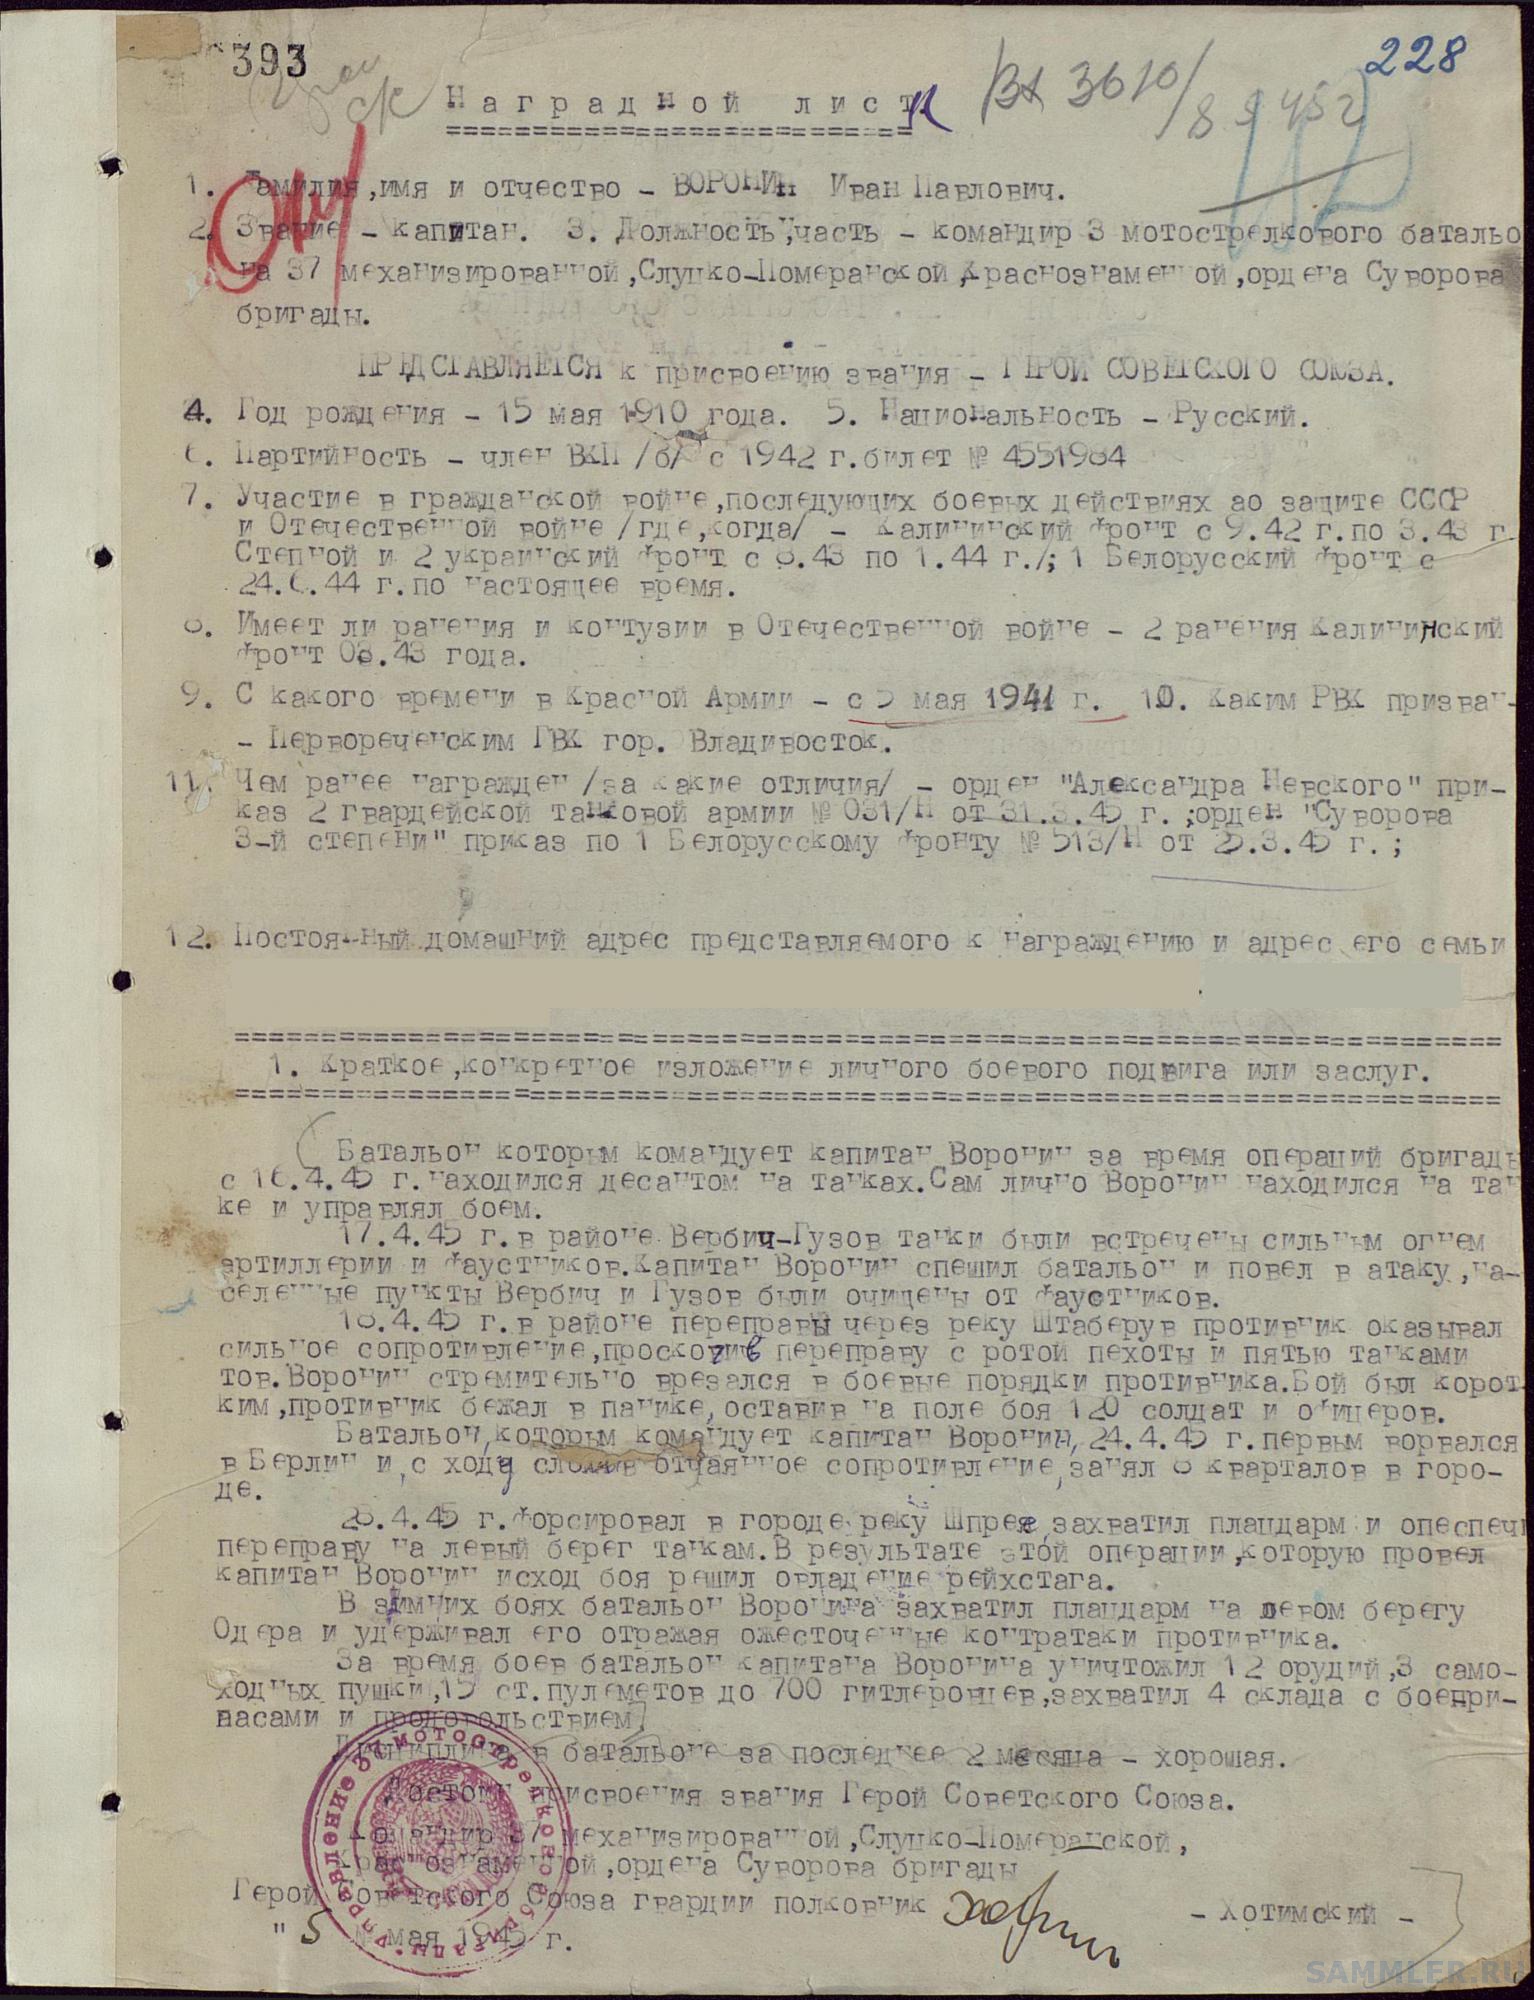 393
228
ск
Вх 3610/
Наградной лист
1. Фамилия,имя и отчество - ВОРОНИН Иван Павлович.
2. Звание - капитан. 3. Должность,часть - командир 3 мотострелкового батальо
на 37 механизированной,Слуцко-Померанской,Краснознаменной,ордена Суворова
бригады.
ПРЕДСТАВЛЯЕТСЯ к присвоению звания - ГЕРОЙ СОВЕТСКОГО СОЮЗА.
4. Год рождения - 15 мая 1910 года. 5. Национальность - Русский.
6. Партийность - член ВКП /б/ с 1942 г.билет № 4551984
7. Участие в гражданской войне,последующих боевых действиях ао защите СССР
и Отечественной войне /где,когда/ - Калининский фронт с 9.42 г.по 3.43 г.
Степной и 2 украинский фронт с 8.43 по 1.44 г./; 1 Белорусский фронт с
24.6.44 г.по настоящее время.
8. Имеет ли ранения и контузии в Отечественной войне - 2 ранения Калининский
фронт 03.43 года.
9. С какого времени в Красной Армии - с 5 мая 1941 г. 10. Каким РВК призван-
- Первореченским ГВК гор. Владивосток.
11. Чем ранее награжден /за какие отличия/ - орден "Александра Невского" при-
каз 2 гвардейской танковой армии № 031/Н от 31.3.45 г. ;орден "Суворова
3-й степени" приказ по 1 Белорусскому фронту № 513/Н от 25.3.45 г. ;
12. Постоянный домашний адрес представляемого к награждению и адрес его семьи
1. Краткое,конкретное изложение личного боевого подвига или заслуг.
Батальон которым командует капитан Воронин за время операций бригады
с 16.4.45 г.находился десантом на танках.Сам лично Воронин находился на тан
ке и управлял боем.
17.4.45 г.в районе Вербич-Гузов танки были встречены сильным огнем
артиллерии и фаустников.Капитан Воронин спешил батальон и повел в атаку,на-
селенные пункты Вербич и Гузов были очищены от фаустников.
18.4.45 г.в районе переправы через реку Штаберув противник оказывал
сильное сопротивление,проскочив переправу с ротой пехоты и пятью танками
тов.Воронин стремительно врезался в боевые порядки противника.Бой был корот-
ким,противник бежал в панике,оставив на поле боя 120 солдат и офицеров.
Батальон,которым командует капитан Воронин,24.4.45 г.первым ворвался
в Берлин и,с ходу сломив отчаянное сопротивление,занял 8 кварталов в горо-
де.
28.4.45 г.форсировал в городе реку Шпрее,захватил плацдарм и опеспечи
переправу на левый берег танкам.В результате этой операции,которую провел
капитан Воронин исход боя решил овладение рейхстага.
В зимних боях батальон Воронина захватил плацдарм на левом берегу
Одера и удерживал его отражая ожесточенные контратаки противника.
За время боев батальон капитана Воронина уничтожил 12 орудий,3 само-
ходных пушки,15 ст.пулеметов до 700 гитлеровцев,захватил 4 склада с боепри-
пасами и продовольствием.
Дисциплина в батальоне за последнее 2 месяца - хорошая.
Достоин присвоения звания Герой Советского Союза.
Командир 37 механизированной,Слуцко-Померанской,
Краснознаменной,ордена Суворова бригады
Герой Советского Союза гвардии полковник - Хотимский -
"5" мая 1945 г.
SAMMLER.RU